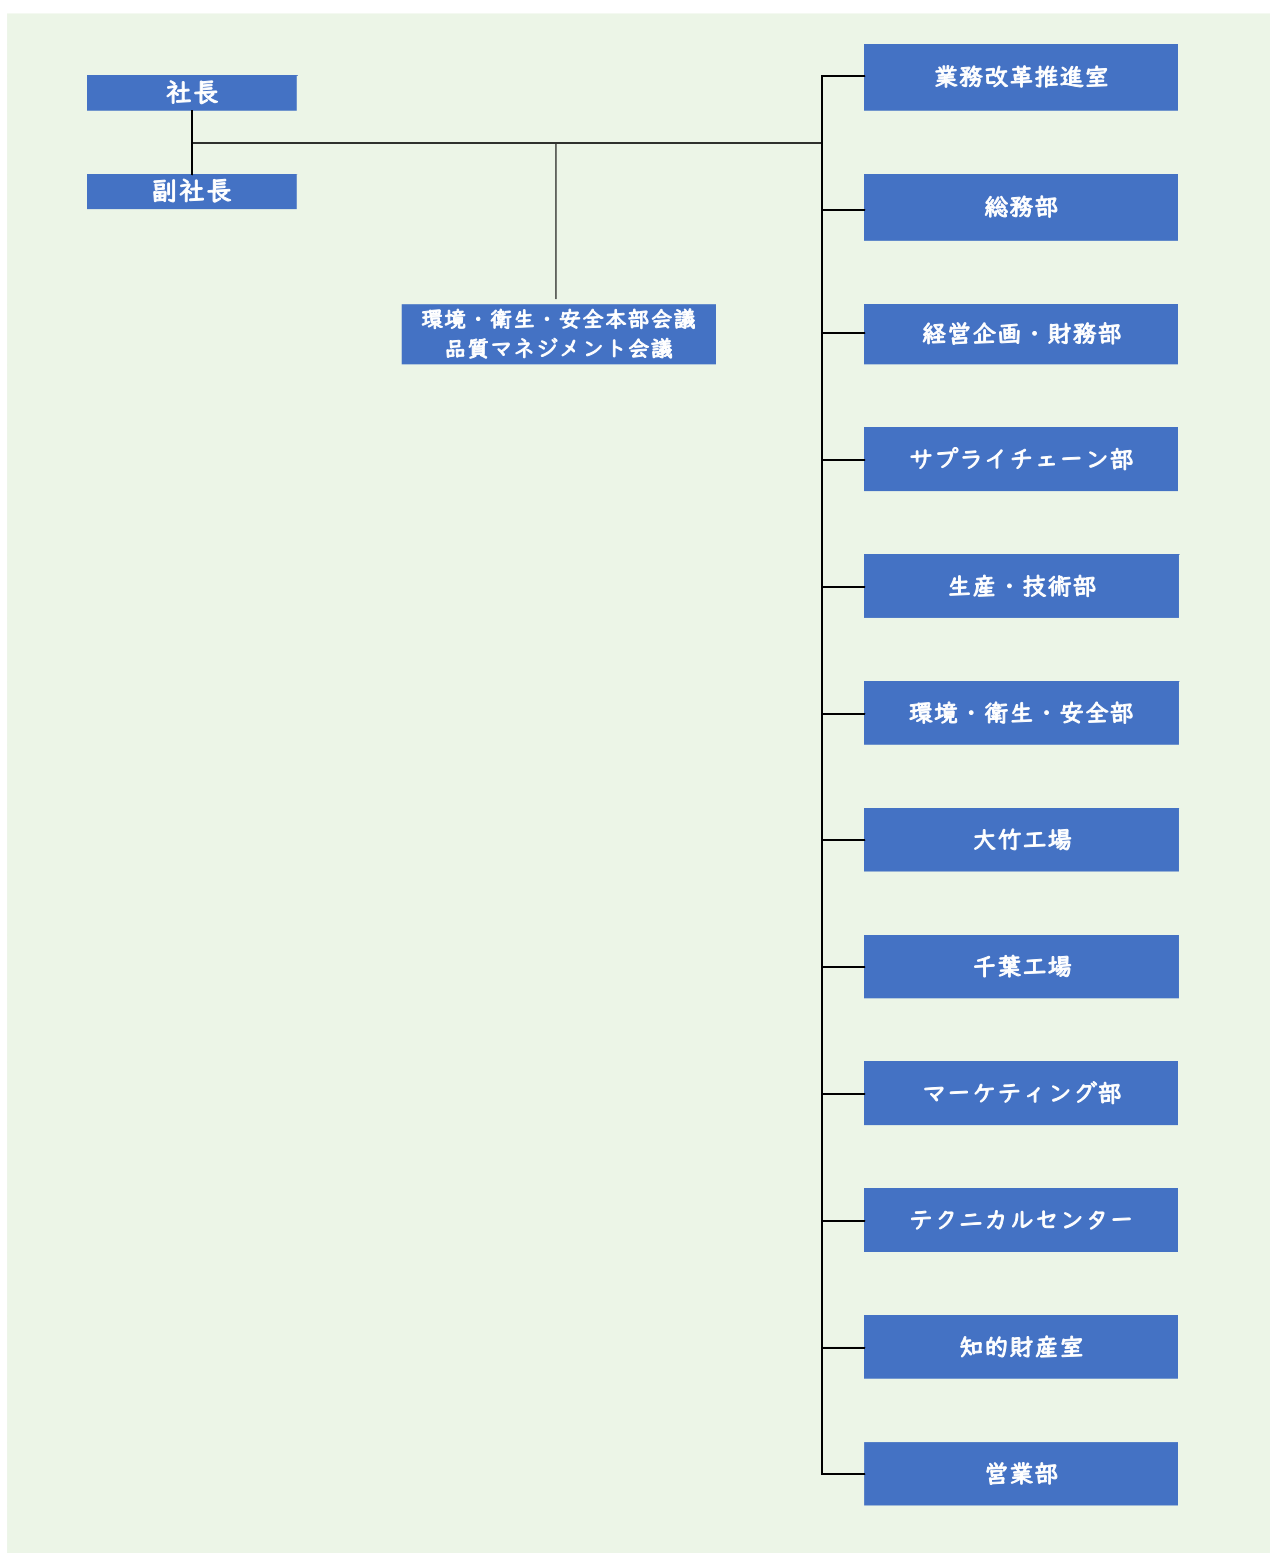 社長
副社長
環境・衛生・安全本部会議
品質マネジメント会議
業務改革推進室
総務部
経営企画・財務部
サプライチェーン部
生産・技術部
環境・衛生・安全部
大竹工場
千葉工場
マーケティング部
テクニカルセンター
知的財産室
営業部